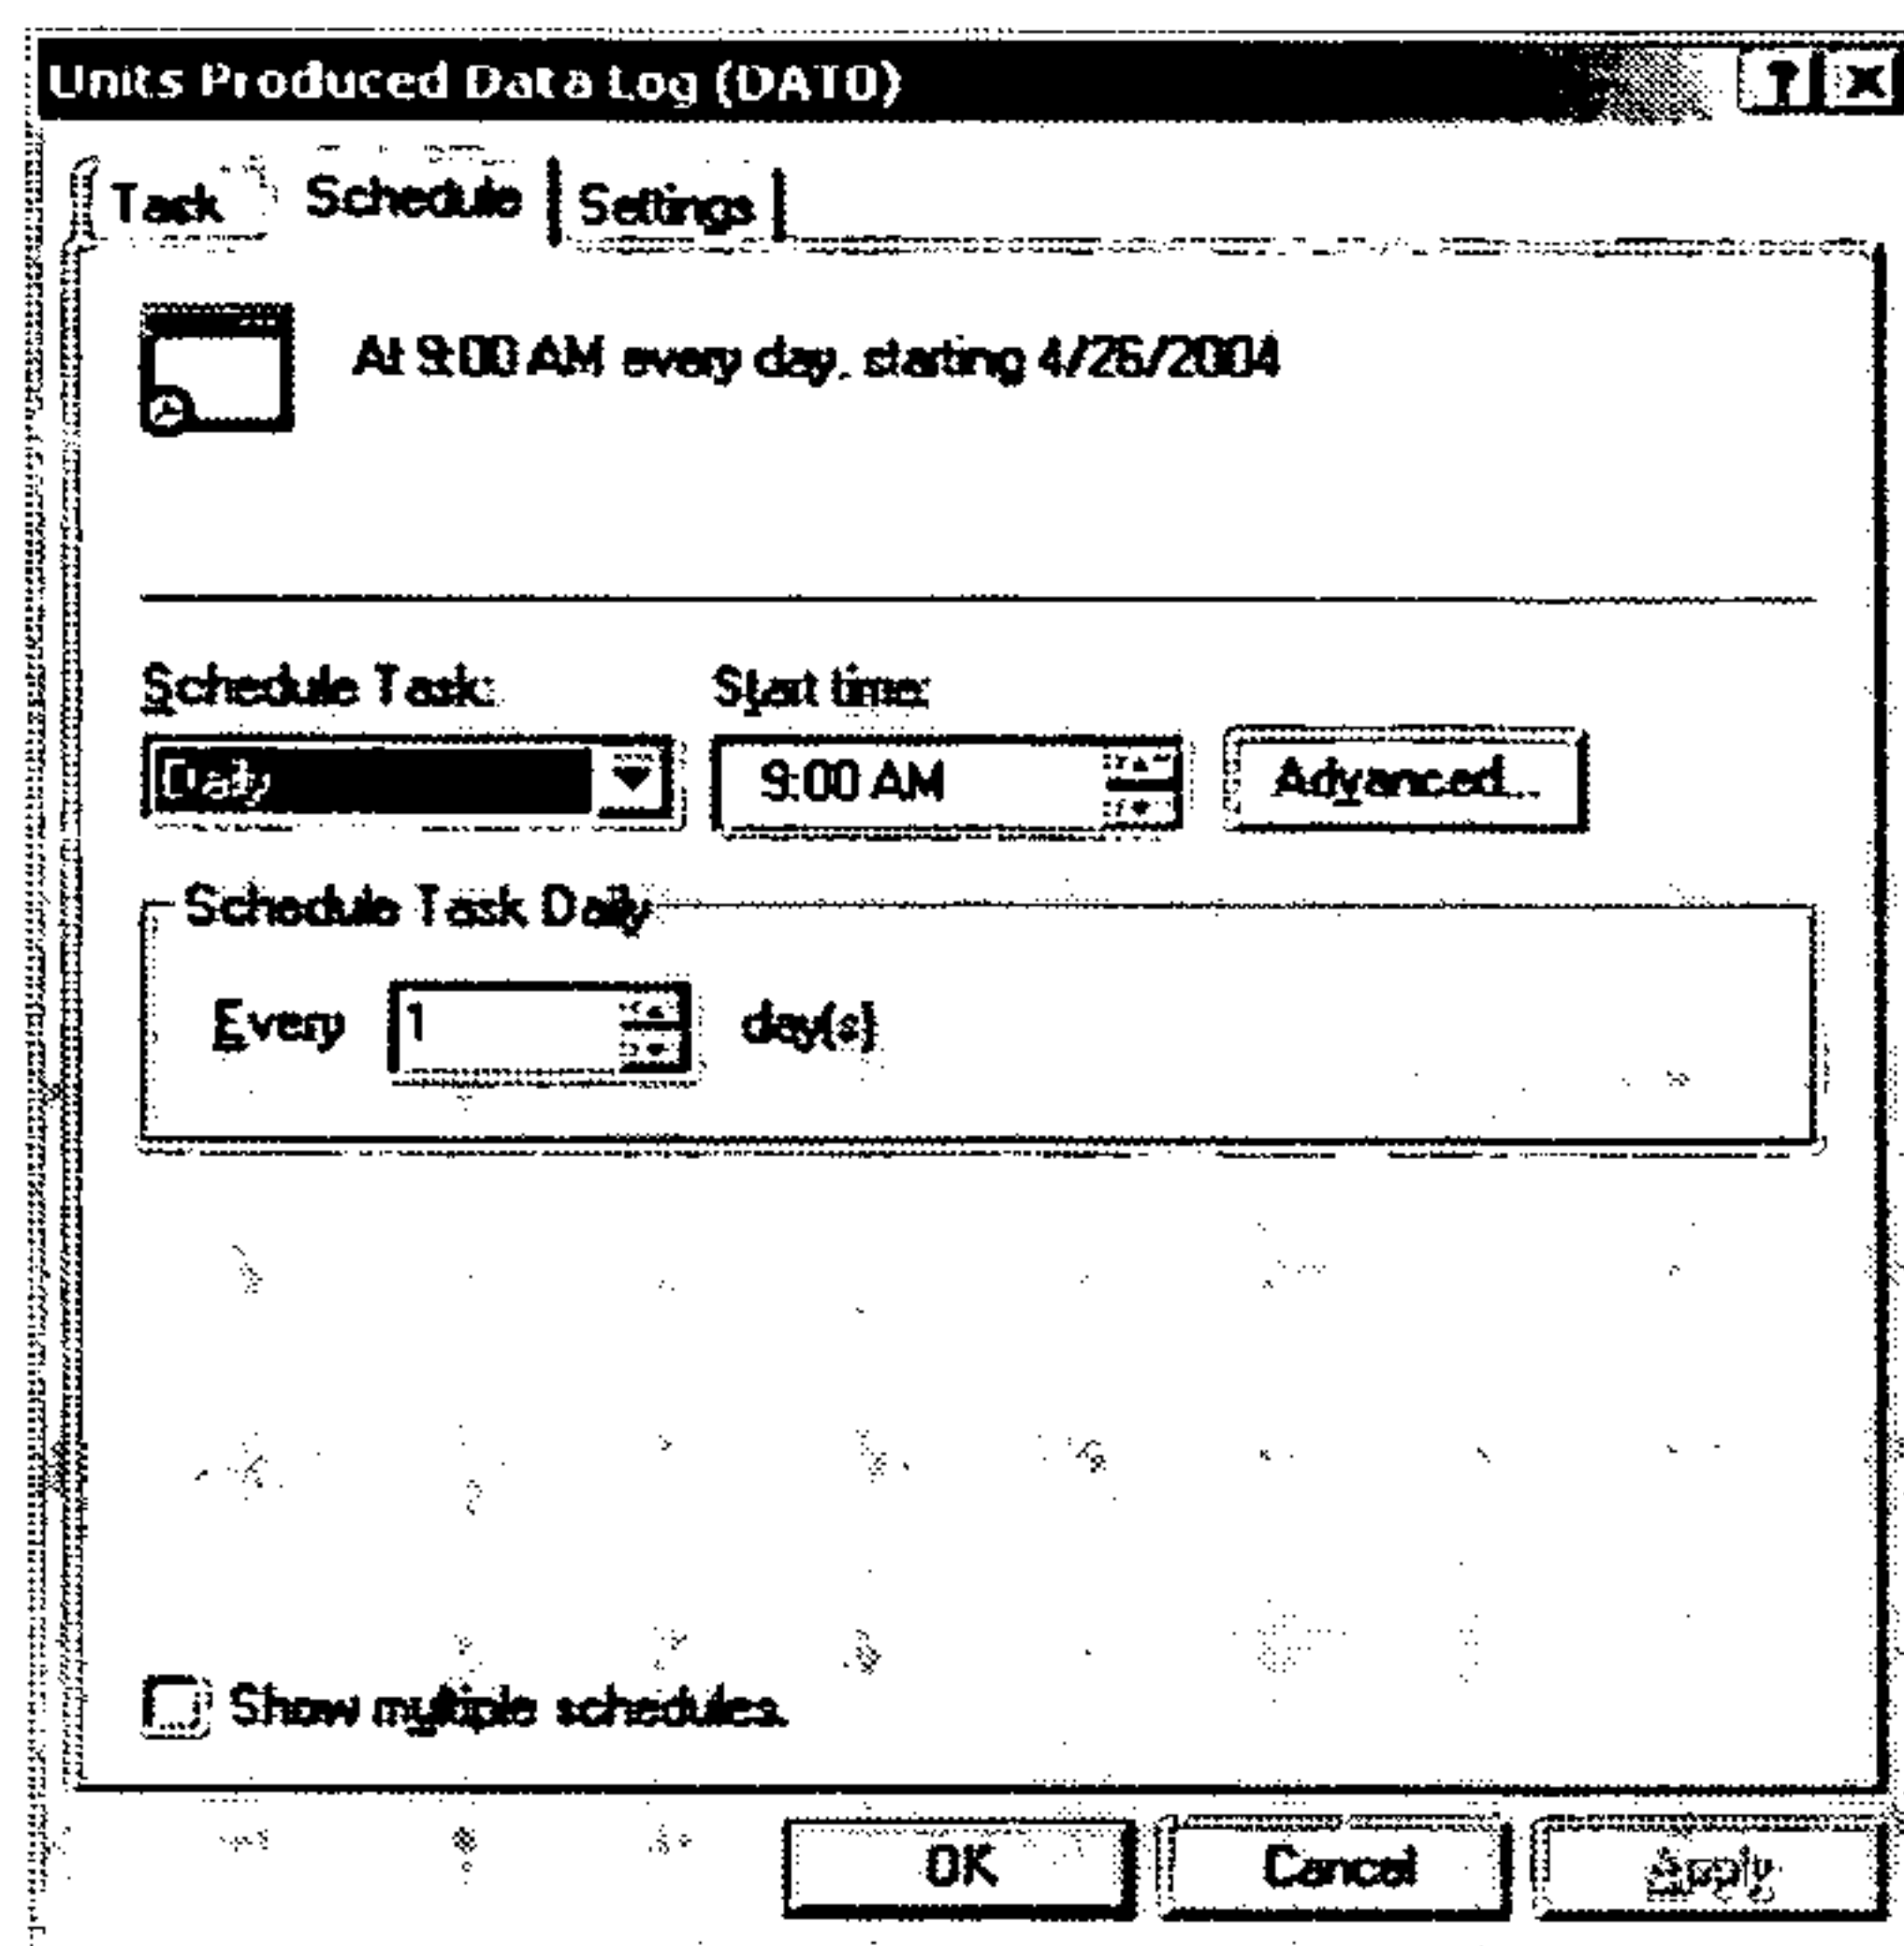 Units Produced Data Log (DAT0)
Task Schedule Settings
At 9:00 AM every day, starting 4/26/2004
Schedule Task: Start time:
Daily 9:00 AM Advanced...
Schedule Task Daily
Every 1 day(s)
Show multiple schedules.
OK Cancel Apply